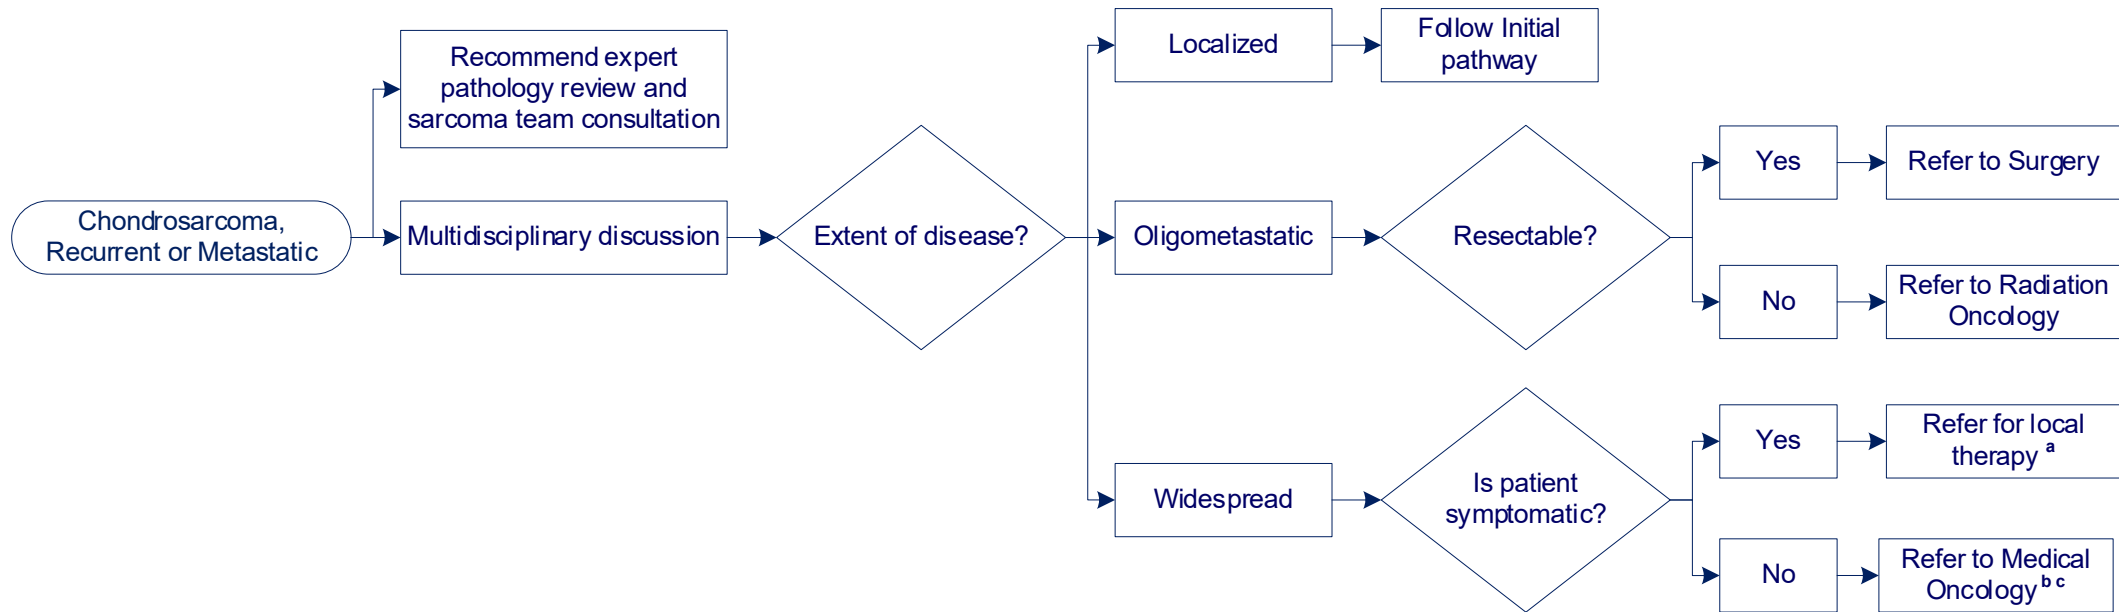 Chondrosarcoma,
Recurrent or Metastatic
Recommend expert
pathology review and
sarcoma team consultation
Multidisciplinary discussion
Extent of disease?
Localized
Follow Initial
pathway
Oligometastatic
Resectable?
Yes
Refer to Surgery
No
Refer to Radiation
Oncology
Widespread
Is patient
symptomatic?
Yes
Refer for local
therapy a
No
Refer to Medical
Oncology b c